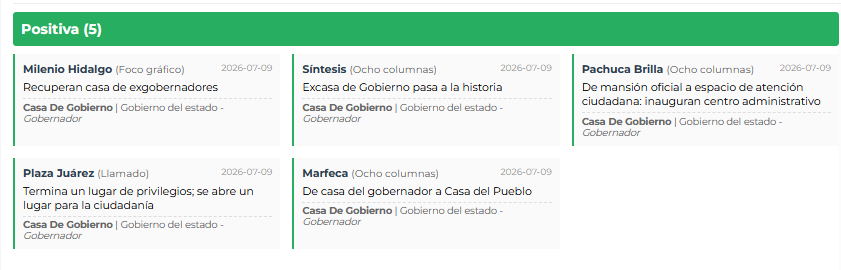 Positiva (5)
Milenio Hidalgo (Foco gráfico) 2026-07-09
Recuperan casa de exgobernadores
Casa De Gobierno | Gobierno del estado -
Gobernador
Síntesis (Ocho columnas) 2026-07-09
Excasa de Gobierno pasa a la historia
Casa De Gobierno | Gobierno del estado -
Gobernador
Pachuca Brilla (Ocho columnas) 2026-07-09
De mansión oficial a espacio de atención
ciudadana: inauguran centro administrativo
Casa De Gobierno | Gobierno del estado -
Gobernador
Plaza Juárez (Llamado) 2026-07-09
Termina un lugar de privilegios; se abre un
lugar para la ciudadanía
Casa De Gobierno | Gobierno del estado -
Gobernador
Marfeca (Ocho columnas) 2026-07-09
De casa del gobernador a Casa del Pueblo
Casa De Gobierno | Gobierno del estado -
Gobernador